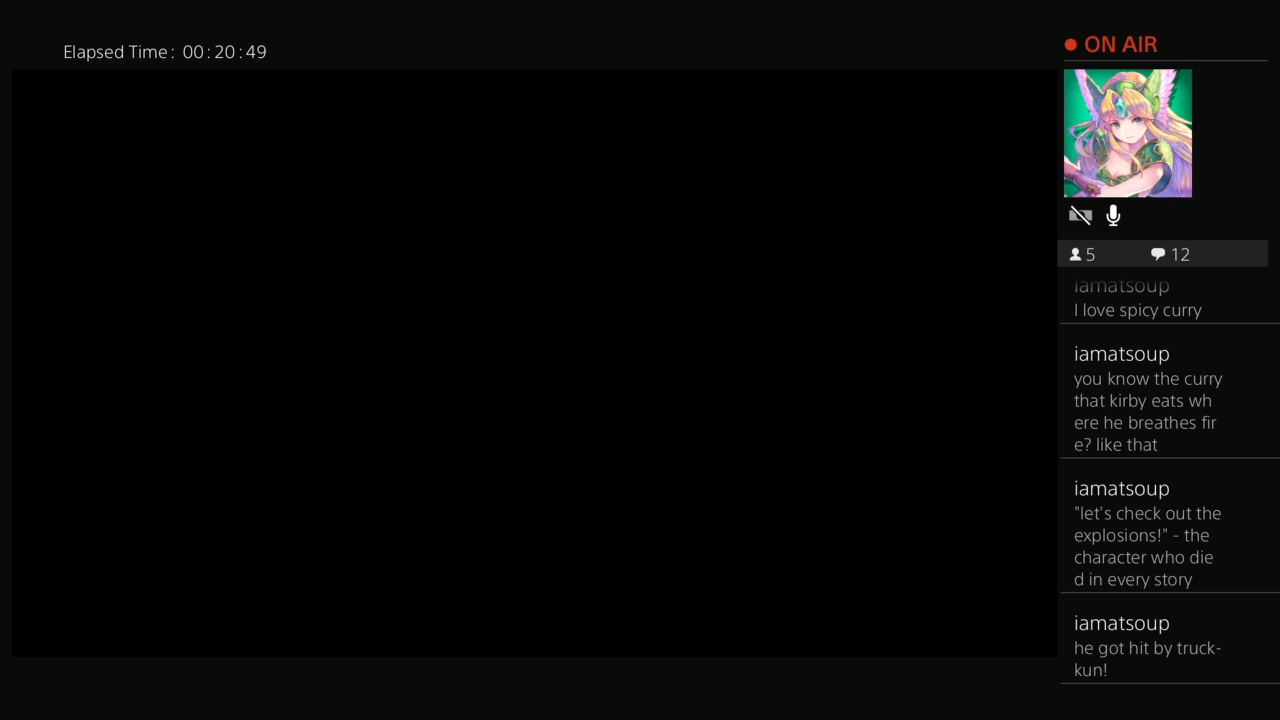 Elapsed Time: 00:20:49
ON AIR
5 12
iamatsoup
I love spicy curry
iamatsoup
you know the curry
that kirby eats wh
ere he breathes fir
e? like that
iamatsoup
"let's check out the
explosions!" - the
character who die
d in every story
iamatsoup
he got hit by truck-
kun!